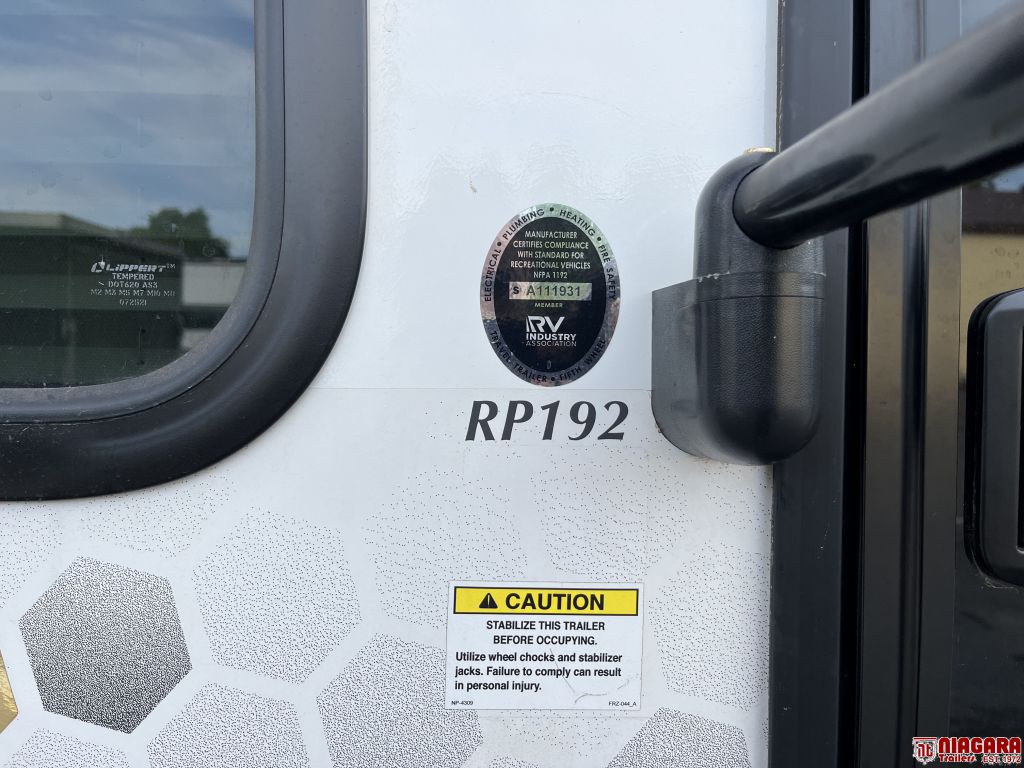 LIPPERT™
TEMPERED
DOT620 AS3
M2 M3 M5 M7 M10 M11
072521
ELECTRICAL • PLUMBING • HEATING • FIRE SAFETY
MANUFACTURER
CERTIFIES COMPLIANCE
WITH STANDARD FOR
RECREATIONAL VEHICLES
NFPA 1192
S A111931
MEMBER
RV
INDUSTRY
ASSOCIATION
TRAVEL TRAILER • FIFTH WHEEL
RP192
CAUTION
STABILIZE THIS TRAILER
BEFORE OCCUPYING.
Utilize wheel chocks and stabilizer
jacks. Failure to comply can result
in personal injury.
NP-4309 FRZ-044_A
NIAGARA
Trailers EST. 1972